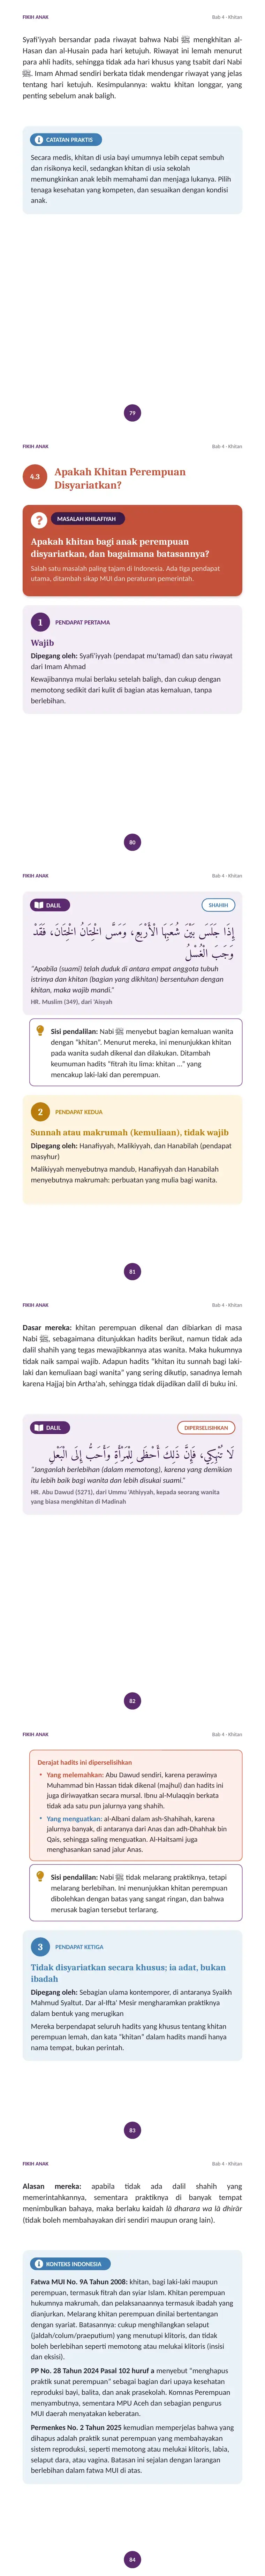 FIKIH ANAK
Bab 4 · Khitan
Syafi'iyyah bersandar pada riwayat bahwa Nabi ﷺ mengkhitan al-
Hasan dan al-Husain pada hari ketujuh. Riwayat ini lemah menurut
para ahli hadits, sehingga tidak ada hari khusus yang tsabit dari Nabi
ﷺ. Imam Ahmad sendiri berkata tidak mendengar riwayat yang jelas
tentang hari ketujuh. Kesimpulannya: waktu khitan longgar, yang
penting sebelum anak baligh.
CATATAN PRAKTIS
Secara medis, khitan di usia bayi umumnya lebih cepat sembuh
dan risikonya kecil, sedangkan khitan di usia sekolah
memungkinkan anak lebih memahami dan menjaga lukanya. Pilih
tenaga kesehatan yang kompeten, dan sesuaikan dengan kondisi
anak.
79
FIKIH ANAK
Bab 4 · Khitan
4.3
Apakah Khitan Perempuan
Disyariatkan?
MASALAH KHILAFIYAH
Apakah khitan bagi anak perempuan
disyariatkan, dan bagaimana batasannya?
Salah satu masalah paling tajam di Indonesia. Ada tiga pendapat
utama, ditambah sikap MUI dan peraturan pemerintah.
1
PENDAPAT PERTAMA
Wajib
Dipegang oleh: Syafi'iyyah (pendapat mu'tamad) dan satu riwayat
dari Imam Ahmad
Kewajibannya mulai berlaku setelah baligh, dan cukup dengan
memotong sedikit dari kulit di bagian atas kemaluan, tanpa
berlebihan.
80
FIKIH ANAK
Bab 4 · Khitan
DALIL
SHAHIH
إِذَا جَلَسَ بَيْنَ شُعَبِهَا الْأَرْبَعِ، وَمَسَّ الْخِتَانُ الْخِتَانَ، فَقَدْ
وَجَبَ الْغُسْلُ
"Apabila (suami) telah duduk di antara empat anggota tubuh
istrinya dan khitan (bagian yang dikhitan) bersentuhan dengan
khitan, maka wajib mandi."
HR. Muslim (349), dari 'Aisyah
Sisi pendalilan: Nabi ﷺ menyebut bagian kemaluan wanita
dengan "khitan". Menurut mereka, ini menunjukkan khitan
pada wanita sudah dikenal dan dilakukan. Ditambah
keumuman hadits "fitrah itu lima: khitan ..." yang
mencakup laki-laki dan perempuan.
2
PENDAPAT KEDUA
Sunnah atau makrumah (kemuliaan), tidak wajib
Dipegang oleh: Hanafiyyah, Malikiyyah, dan Hanabilah (pendapat
masyhur)
Malikiyyah menyebutnya mandub, Hanafiyyah dan Hanabilah
menyebutnya makrumah: perbuatan yang mulia bagi wanita.
81
FIKIH ANAK
Bab 4 · Khitan
Dasar mereka: khitan perempuan dikenal dan dibiarkan di masa
Nabi ﷺ, sebagaimana ditunjukkan hadits berikut, namun tidak ada
dalil shahih yang tegas mewajibkannya atas wanita. Maka hukumnya
tidak naik sampai wajib. Adapun hadits "khitan itu sunnah bagi laki-
laki dan kemuliaan bagi wanita" yang sering dikutip, sanadnya lemah
karena Hajjaj bin Artha'ah, sehingga tidak dijadikan dalil di buku ini.
DALIL
DIPERSELISIHKAN
لَا تُنْهِكِي، فَإِنَّ ذَلِكَ أَحْظَى لِلْمَرْأَةِ وَأَحَبُّ إِلَى الْبَعْلِ
"Janganlah berlebihan (dalam memotong), karena yang demikian
itu lebih baik bagi wanita dan lebih disukai suami."
HR. Abu Dawud (5271), dari Ummu 'Athiyyah, kepada seorang wanita
yang biasa mengkhitan di Madinah
82
FIKIH ANAK
Bab 4 · Khitan
Derajat hadits ini diperselisihkan
• Yang melemahkan: Abu Dawud sendiri, karena perawinya
Muhammad bin Hassan tidak dikenal (majhul) dan hadits ini
juga diriwayatkan secara mursal. Ibnu al-Mulaqqin berkata
tidak ada satu pun jalurnya yang shahih.
• Yang menguatkan: al-Albani dalam ash-Shahihah, karena
jalurnya banyak, di antaranya dari Anas dan adh-Dhahhak bin
Qais, sehingga saling menguatkan. Al-Haitsami juga
menghasankan sanad jalur Anas.
Sisi pendalilan: Nabi ﷺ tidak melarang praktiknya, tetapi
melarang berlebihan. Ini menunjukkan khitan perempuan
dibolehkan dengan batas yang sangat ringan, dan bahwa
merusak bagian tersebut terlarang.
3
PENDAPAT KETIGA
Tidak disyariatkan secara khusus; ia adat, bukan
ibadah
Dipegang oleh: Sebagian ulama kontemporer, di antaranya Syaikh
Mahmud Syaltut. Dar al-Ifta' Mesir mengharamkan praktiknya
dalam bentuk yang merugikan
Mereka berpendapat seluruh hadits yang khusus tentang khitan
perempuan lemah, dan kata "khitan" dalam hadits mandi hanya
nama tempat, bukan perintah.
83
FIKIH ANAK
Bab 4 · Khitan
Alasan mereka: apabila tidak ada dalil shahih yang
memerintahkannya, sementara praktiknya di banyak tempat
menimbulkan bahaya, maka berlaku kaidah lā dharara wa lā dhirār
(tidak boleh membahayakan diri sendiri maupun orang lain).
KONTEKS INDONESIA
Fatwa MUI No. 9A Tahun 2008: khitan, bagi laki-laki maupun
perempuan, termasuk fitrah dan syiar Islam. Khitan perempuan
hukumnya makrumah, dan pelaksanaannya termasuk ibadah yang
dianjurkan. Melarang khitan perempuan dinilai bertentangan
dengan syariat. Batasannya: cukup menghilangkan selaput
(jaldah/colum/praeputium) yang menutupi klitoris, dan tidak
boleh berlebihan seperti memotong atau melukai klitoris (insisi
dan eksisi).
PP No. 28 Tahun 2024 Pasal 102 huruf a menyebut "menghapus
praktik sunat perempuan" sebagai bagian dari upaya kesehatan
reproduksi bayi, balita, dan anak prasekolah. Komnas Perempuan
menyambutnya, sementara MPU Aceh dan sebagian pengurus
MUI daerah menyatakan keberatan.
Permenkes No. 2 Tahun 2025 kemudian memperjelas bahwa yang
dihapus adalah praktik sunat perempuan yang membahayakan
sistem reproduksi, seperti memotong atau melukai klitoris, labia,
selaput dara, atau vagina. Batasan ini sejalan dengan larangan
berlebihan dalam fatwa MUI di atas.
84